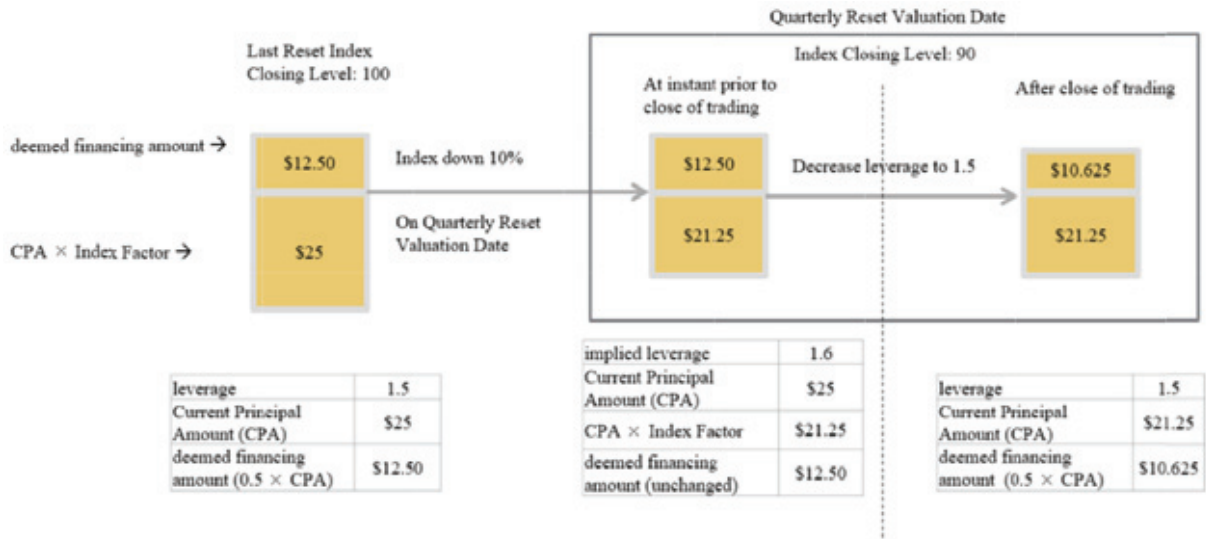 Quarterly Reset Valuation Date
Last Reset Index
Closing Level: 100
Index Closing Level: 90
At instant prior to
close of trading
After close of trading
deemed financing amount →
$12.50
Index down 10%
$12.50
Decrease leverage to 1.5
$10.625
CPA × Index Factor →
$25
On Quarterly Reset
Valuation Date
$21.25
$21.25
leverage 1.5
Current Principal
Amount (CPA) $25
deemed financing
amount (0.5 × CPA) $12.50
implied leverage 1.6
Current Principal
Amount (CPA) $25
CPA × Index Factor $21.25
deemed financing
amount (unchanged) $12.50
leverage 1.5
Current Principal
Amount (CPA) $21.25
deemed financing
amount (0.5 × CPA) $10.625